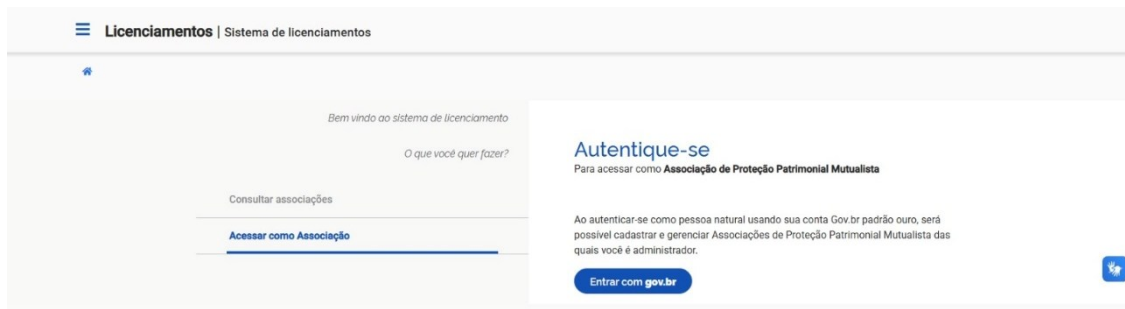 Licenciamentos | Sistema de licenciamentos
Bem vindo ao sistema de licenciamento
O que você quer fazer?
Consultar associações
Acessar como Associação
Autentique-se
Para acessar como Associação de Proteção Patrimonial Mutualista
Ao autenticar-se como pessoa natural usando sua conta Gov.br padrão ouro, será
possível cadastrar e gerenciar Associações de Proteção Patrimonial Mutualista das
quais você é administrador.
Entrar com gov.br